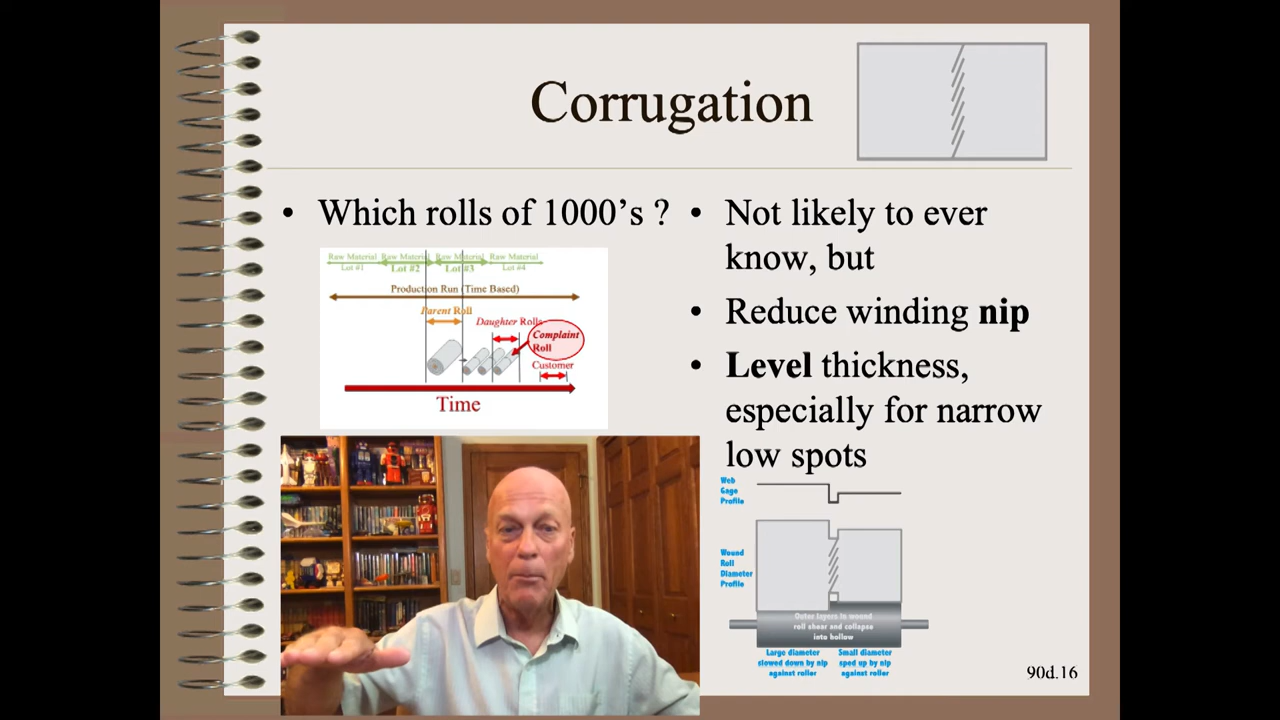 Corrugation
• Which rolls of 1000's ?
Raw Material Raw Material Raw Material Raw Material
Lot #1 Lot #2 Lot #3 Lot #4
Production Run (Time Based)
Parent Roll
Daughter Rolls
Complaint
Roll
Customer
Time
• Not likely to ever
know, but
• Reduce winding nip
• Level thickness,
especially for narrow
low spots
Web
Gage
Profile
Wound
Roll
Diameter
Profile
Outer layers in wound
roll shear and collapse
into hollow
Large diameter
slowed down by nip
against roller
Small diameter
sped up by nip
against roller
90d.16